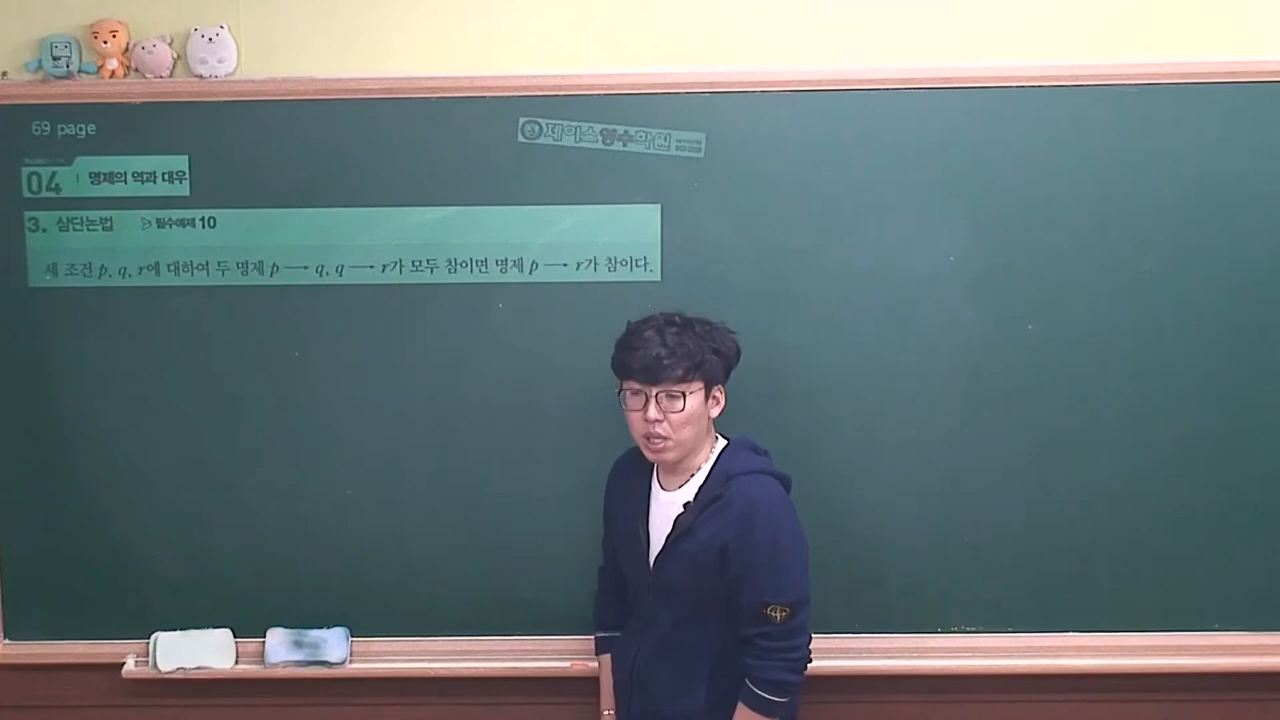 69 page
제이스영수학원
04 명제의 역과 대우
3. 삼단논법 필수예제 10
세 조건 p, q, r에 대하여 두 명제 p ⟶ q, q ⟶ r가 모두 참이면 명제 p ⟶ r가 참이다.